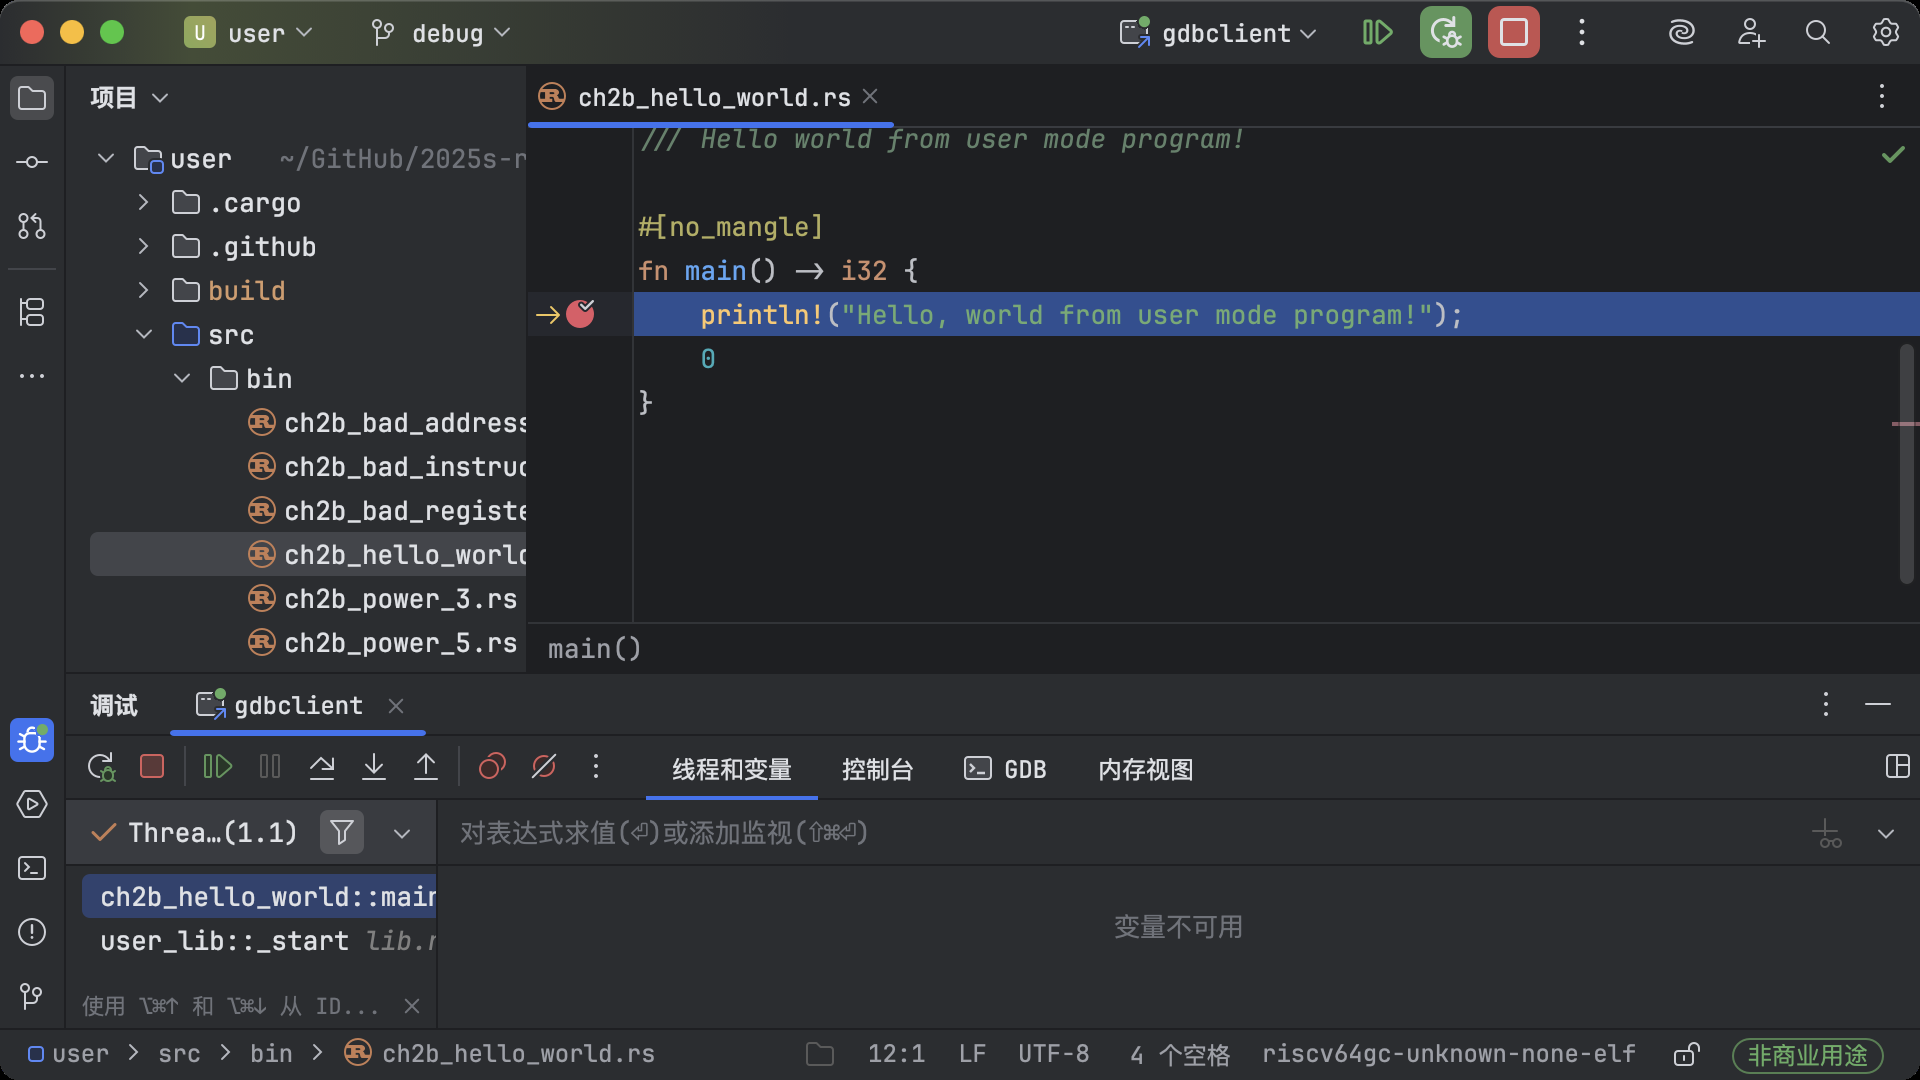 U user debug gdbclient
项目
user ~/GitHub/2025s-r
.cargo
.github
build
src
bin
ch2b_bad_address
ch2b_bad_instruc
ch2b_bad_registe
ch2b_hello_world
ch2b_power_3.rs
ch2b_power_5.rs
ch2b_hello_world.rs
/// Hello world from user mode program!
#[no_mangle]
fn main() -> i32 {
println!("Hello, world from user mode program!");
0
}
main()
调试 gdbclient
线程和变量 控制台 GDB 内存视图
Threa…(1.1)
对表达式求值(⏎)或添加监视(⇧⌘⏎)
ch2b_hello_world::main
user_lib::_start lib.r
变量不可用
使用 ⌥⌘↑ 和 ⌥⌘↓ 从 ID...
user > src > bin > ch2b_hello_world.rs 12:1 LF UTF-8 4 个空格 riscv64gc-unknown-none-elf 非商业用途